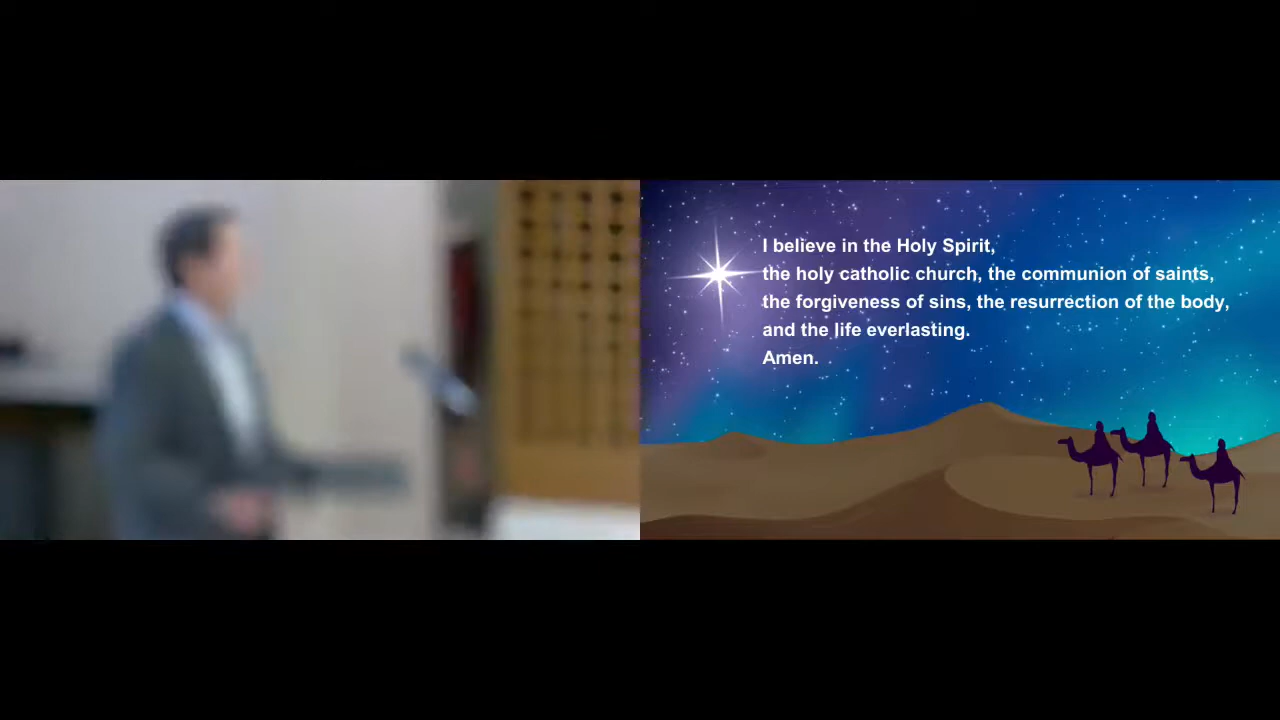 I believe in the Holy Spirit,
the holy catholic church, the communion of saints,
the forgiveness of sins, the resurrection of the body,
and the life everlasting.
Amen.